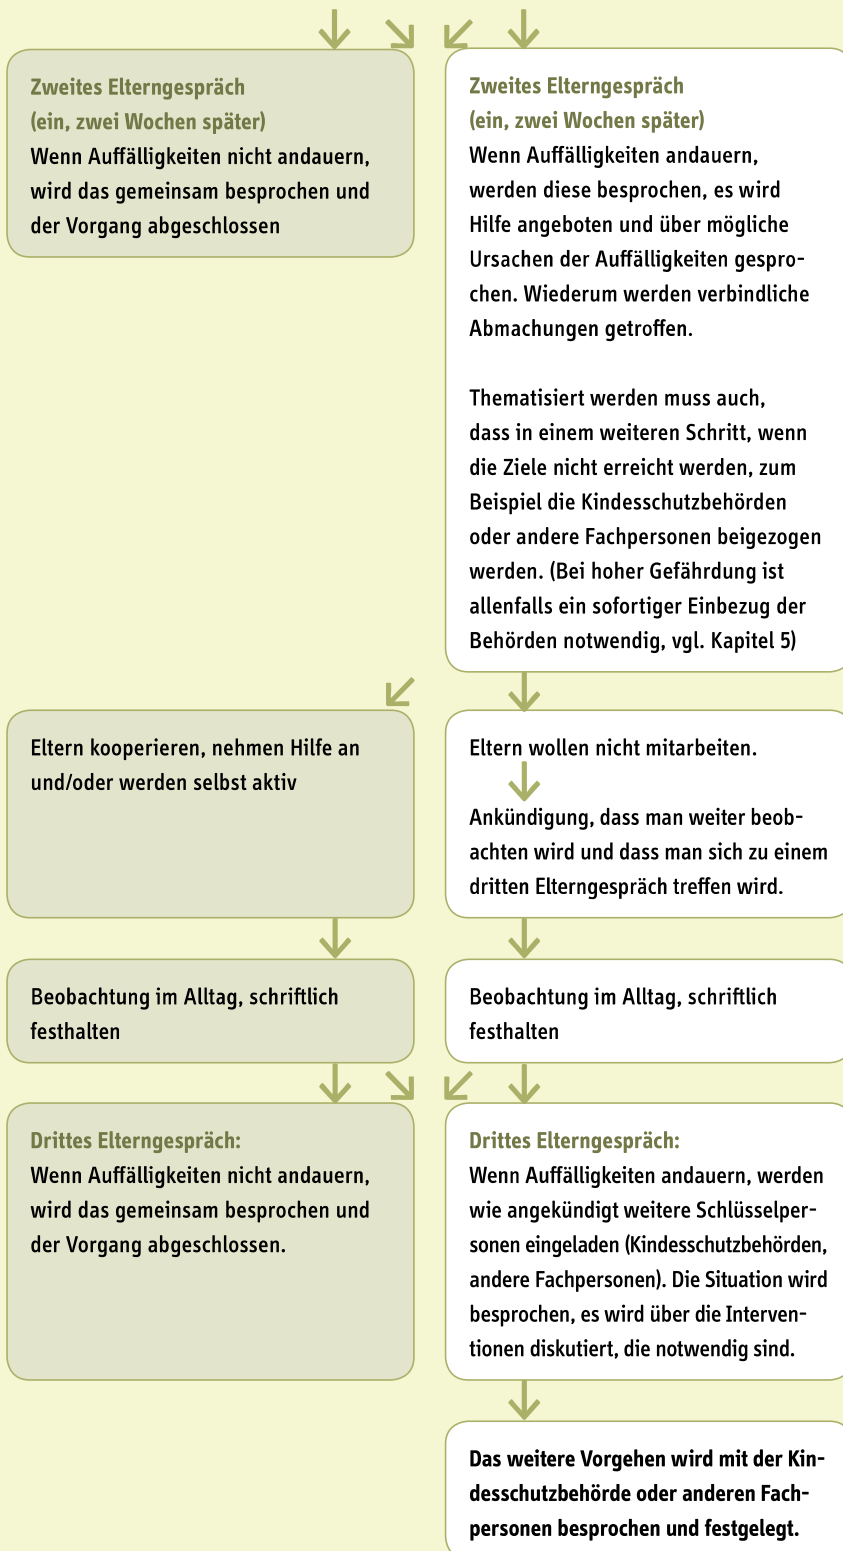 Zweites Elterngespräch
(ein, zwei Wochen später)
Wenn Auffälligkeiten nicht andauern,
wird das gemeinsam besprochen und
der Vorgang abgeschlossen
Zweites Elterngespräch
(ein, zwei Wochen später)
Wenn Auffälligkeiten andauern,
werden diese besprochen, es wird
Hilfe angeboten und über mögliche
Ursachen der Auffälligkeiten gespro-
chen. Wiederum werden verbindliche
Abmachungen getroffen.
Thematisiert werden muss auch,
dass in einem weiteren Schritt, wenn
die Ziele nicht erreicht werden, zum
Beispiel die Kindesschutzbehörden
oder andere Fachpersonen beigezogen
werden. (Bei hoher Gefährdung ist
allenfalls ein sofortiger Einbezug der
Behörden notwendig, vgl. Kapitel 5)
Eltern kooperieren, nehmen Hilfe an
und/oder werden selbst aktiv
Eltern wollen nicht mitarbeiten.
Ankündigung, dass man weiter beob-
achten wird und dass man sich zu einem
dritten Elterngespräch treffen wird.
Beobachtung im Alltag, schriftlich
festhalten
Beobachtung im Alltag, schriftlich
festhalten
Drittes Elterngespräch:
Wenn Auffälligkeiten nicht andauern,
wird das gemeinsam besprochen und
der Vorgang abgeschlossen.
Drittes Elterngespräch:
Wenn Auffälligkeiten andauern, werden
wie angekündigt weitere Schlüsselper-
sonen eingeladen (Kindesschutzbehörden,
andere Fachpersonen). Die Situation wird
besprochen, es wird über die Interven-
tionen diskutiert, die notwendig sind.
Das weitere Vorgehen wird mit der Kin-
desschutzbehörde oder anderen Fach-
personen besprochen und festgelegt.